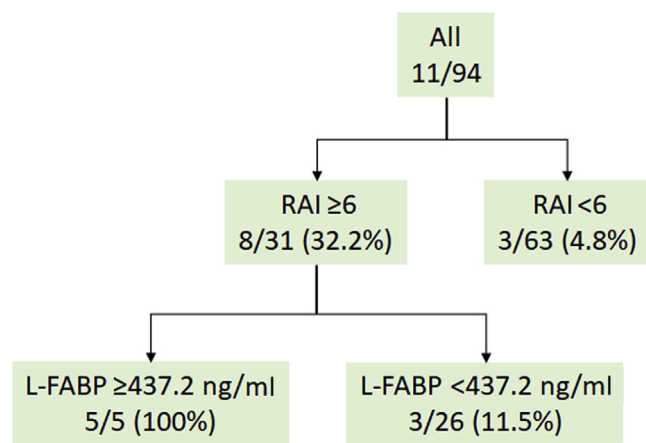 All
11/94
RAI ≥6
8/31 (32.2%)
RAI <6
3/63 (4.8%)
L-FABP ≥437.2 ng/ml
5/5 (100%)
L-FABP <437.2 ng/ml
3/26 (11.5%)